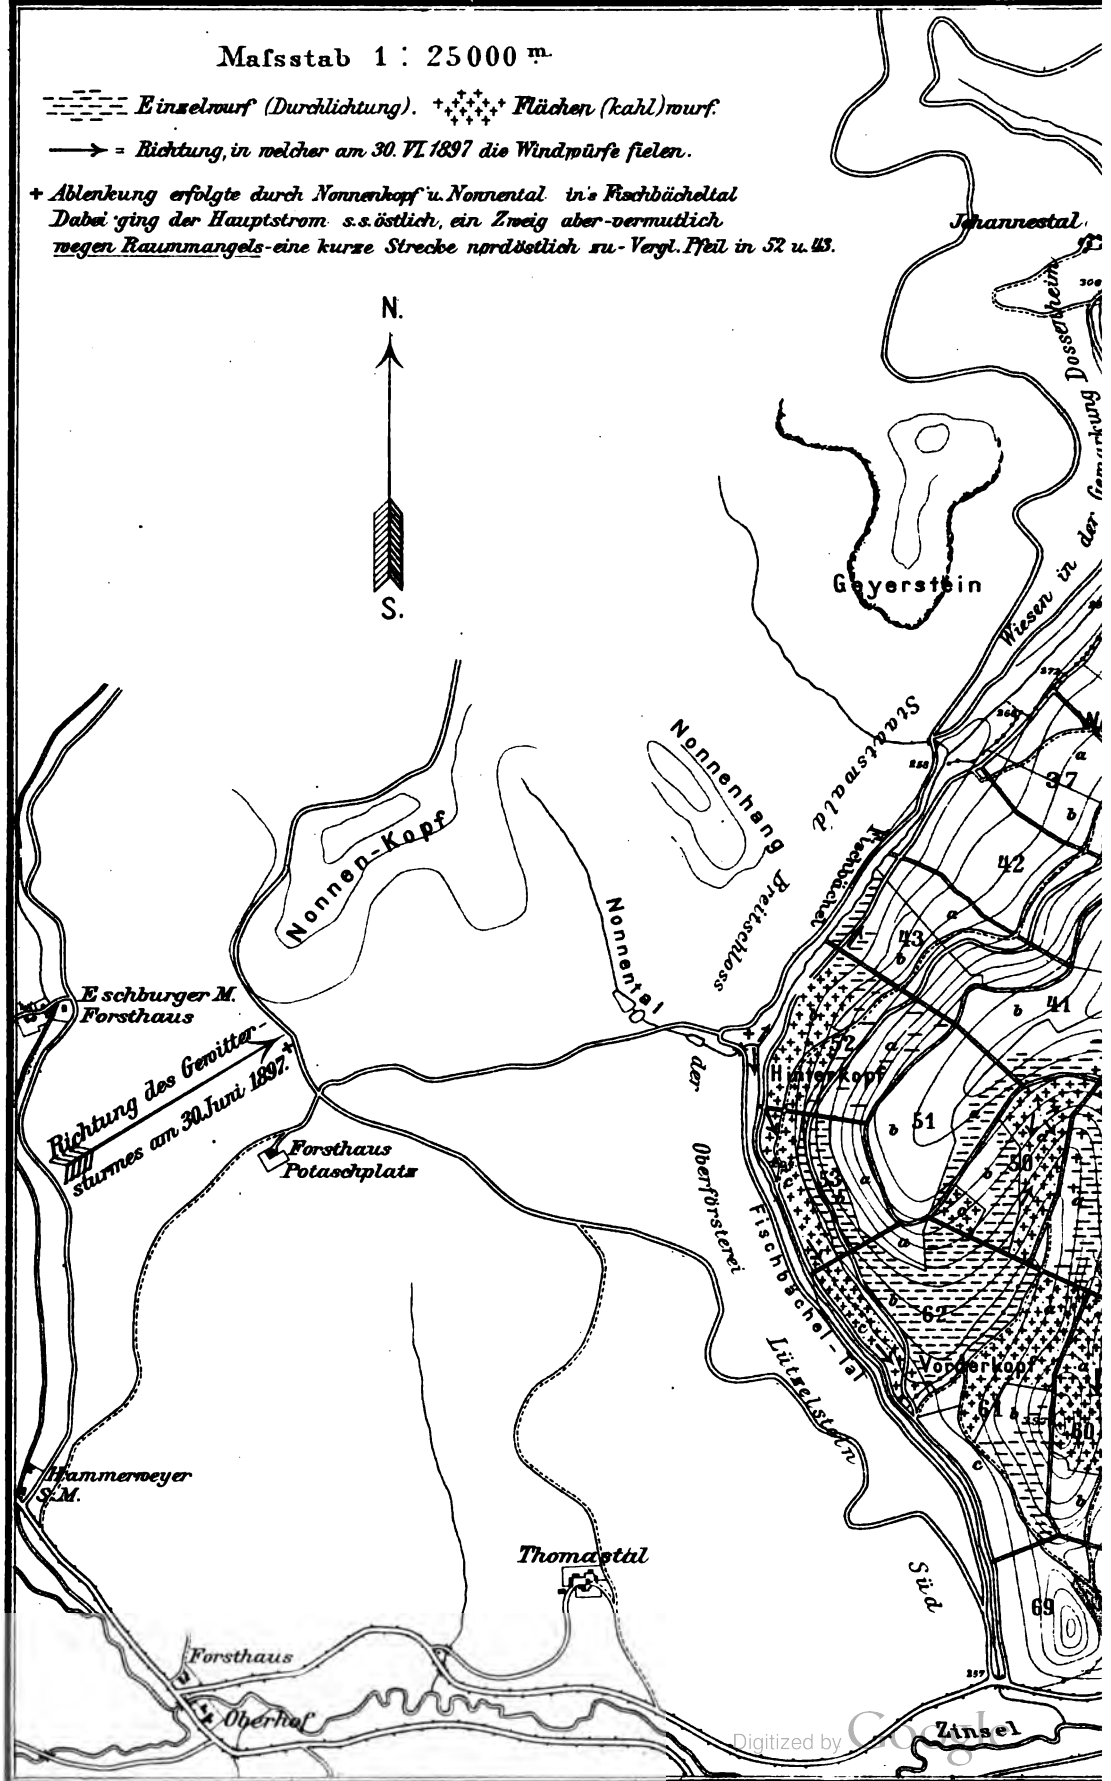 Maſsstab 1 : 25000 m.
Einzelwurf (Durchlichtung). Flächen (kahl)wurf.
= Richtung, in welcher am 30. VI. 1897 die Windwürfe fielen.
+ Ablenkung erfolgte durch Nonnenkopf u. Nonnental in's Fischbächeltal
Dabei ging der Hauptstrom s.s.östlich, ein Zweig aber-vermutlich
wegen Raummangels-eine kurze Strecke nordöstlich zu- Vergl. Pfeil in 52 u. 43.
N.
S.
Johannestal
Wiesen in der Gemarkung Dossenheim
Geyerstein
272
268
258
Staatswald
Nonnenhang
Breitschloss
Nonnen-Kopf
Nonnental
Fischbächel
a
37
b
42
a
43
b
41
b
Eschburger M.
Forsthaus
Richtung des Gewitter-
sturmes am 30. Juni 1897.
+
+
52
a
Hinterkopf
51
b
Forsthaus
Potaschplatz
der
Oberförsterei
Lützelstein
Süd
Fischbächel-Tal
53
a
50
b
a
62
b
Vorderkopf
61
b
c
60
b
a
69
Hammerweyer
S.M.
Thomastal
Forsthaus
Oberhof
257
Zinsel
Digitized by Google